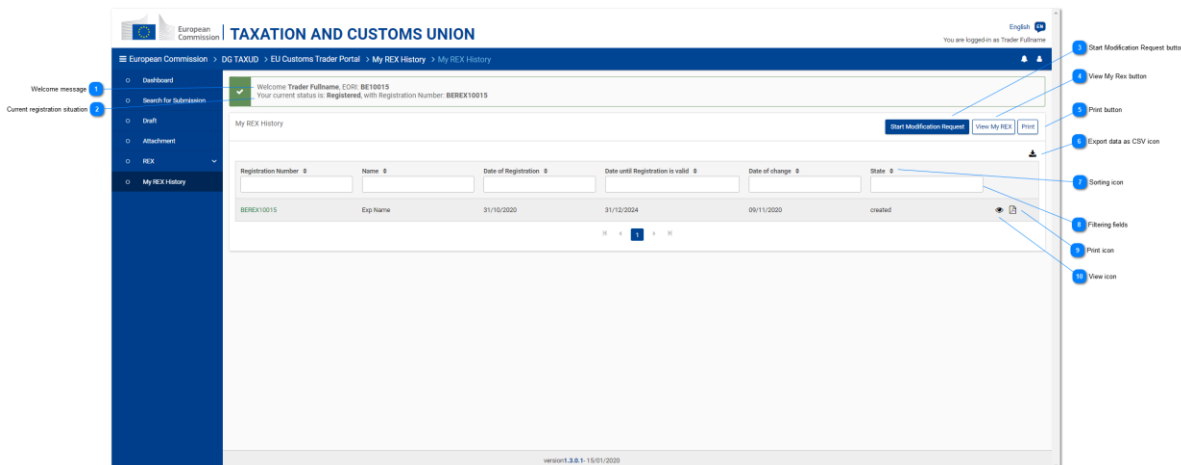 European
Commission
TAXATION AND CUSTOMS UNION
English EN
You are logged-in as Trader Fullname
European Commission > DG TAXUD > EU Customs Trader Portal > My REX History > My REX History
Dashboard
Search for Submission
Draft
Attachment
REX
My REX History
Welcome message 1
Current registration situation 2
Welcome Trader Fullname, EORI: BE10015
Your current status is: Registered, with Registration Number: BEREX10015
My REX History
Start Modification Request View My REX Print
Registration Number Name Date of Registration Date until Registration is valid Date of change State
BEREX10015 Exp Name 31/10/2020 31/12/2024 09/11/2020 created
1
version1.3.0.1- 15/01/2020
3 Start Modification Request butto
4 View My Rex button
5 Print button
6 Export data as CSV icon
7 Sorting icon
8 Filtering fields
9 Print icon
10 View icon